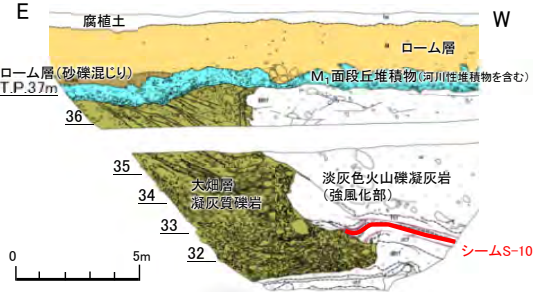 E
W
腐植土
ローム層
ローム層(砂礫混じり)
M₁面段丘堆積物(河川性堆積物を含む)
T.P.37m
36
35
34
33
32
大畑層
凝灰質礫岩
淡灰色火山礫凝灰岩
(強風化部)
シームS-10
0
5m